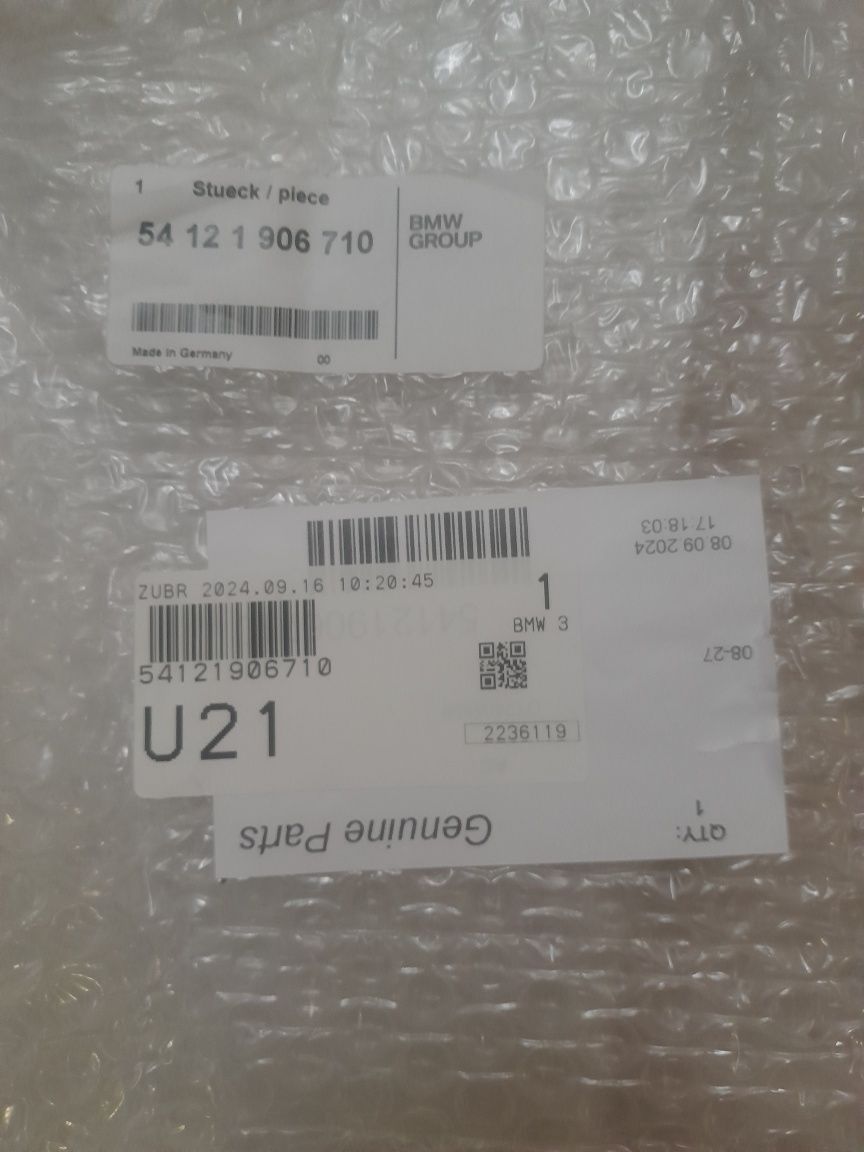 1 Stueck / piece
54 12 1 906 710
BMW
GROUP
Made in Germany 00
17:18:03
08.09.2024
ZUBR 2024.09.16 10:20:45
1
BMW 3
54121906710
08-27
U21
2236119
Genuine Parts
QTY:
1